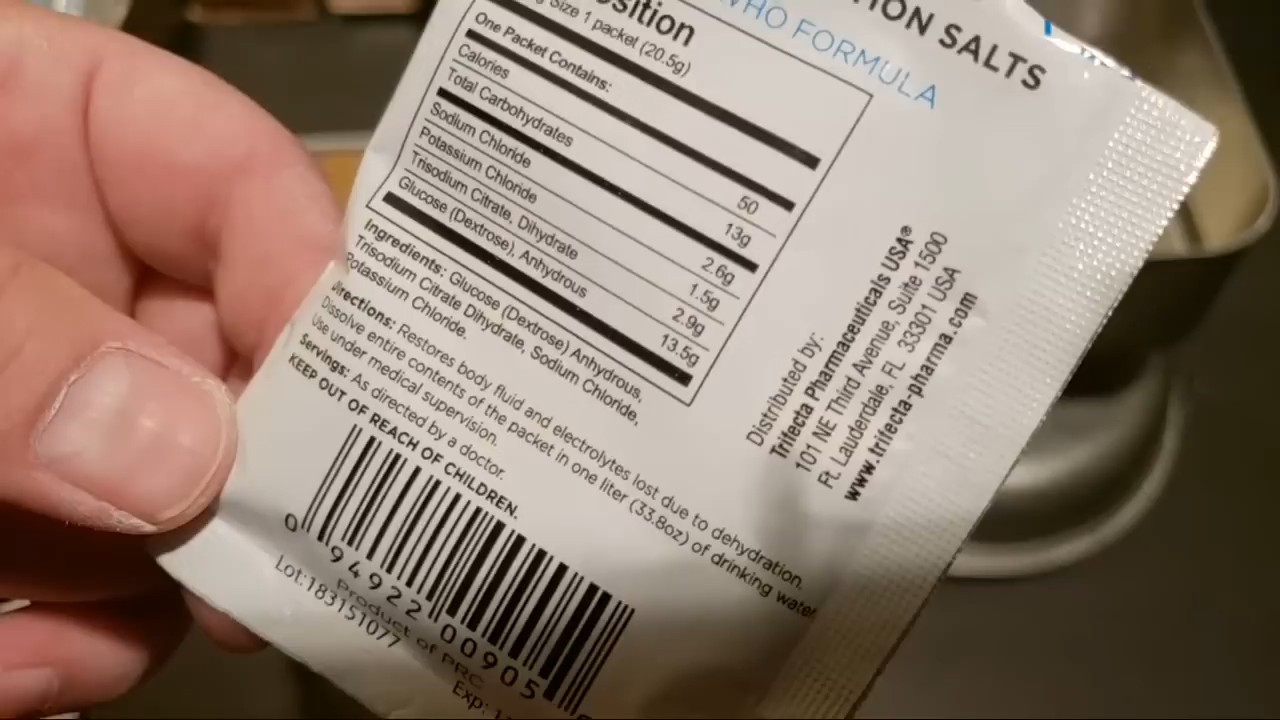 ION SALTS
WHO FORMULA
sition
Size 1 packet (20.5g)
One Packet Contains:
Calories 50
Total Carbohydrates 13g
Sodium Chloride 2.6g
Potassium Chloride 1.5g
Trisodium Citrate, Dihydrate 2.9g
Glucose (Dextrose), Anhydrous 13.5g
Ingredients: Glucose (Dextrose) Anhydrous,
Trisodium Citrate Dihydrate, Sodium Chloride,
Potassium Chloride.
Directions: Restores body fluid and electrolytes lost due to dehydration.
Dissolve entire contents of the packet in one liter (33.8oz) of drinking water
Use under medical supervision.
Servings: As directed by a doctor.
KEEP OUT OF REACH OF CHILDREN.
0 94922 00905
Product of PRC
Lot:183151077
Exp:
Distributed by:
Trifecta Pharmaceuticals USA®
101 NE Third Avenue, Suite 1500
Ft. Lauderdale, FL. 33301 USA
www.trifecta-pharma.com